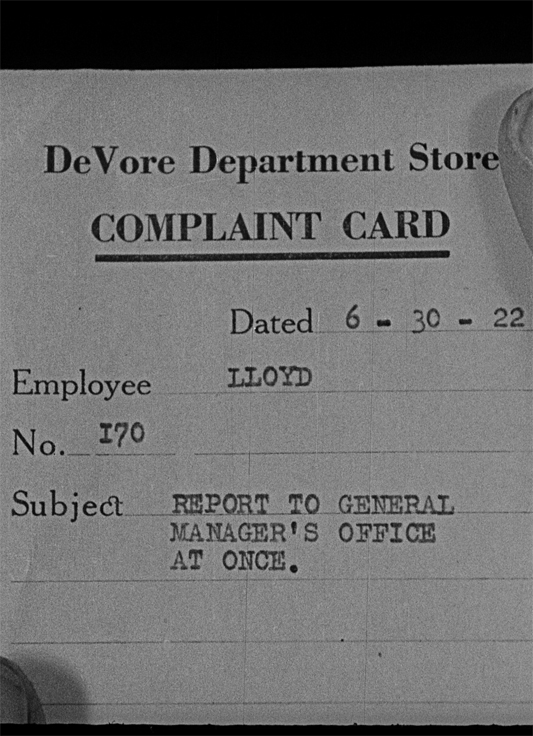 DeVore Department Store
COMPLAINT CARD
Dated 6 - 30 - 22
Employee LLOYD
No. 170
Subject REPORT TO GENERAL
MANAGER'S OFFICE
AT ONCE.